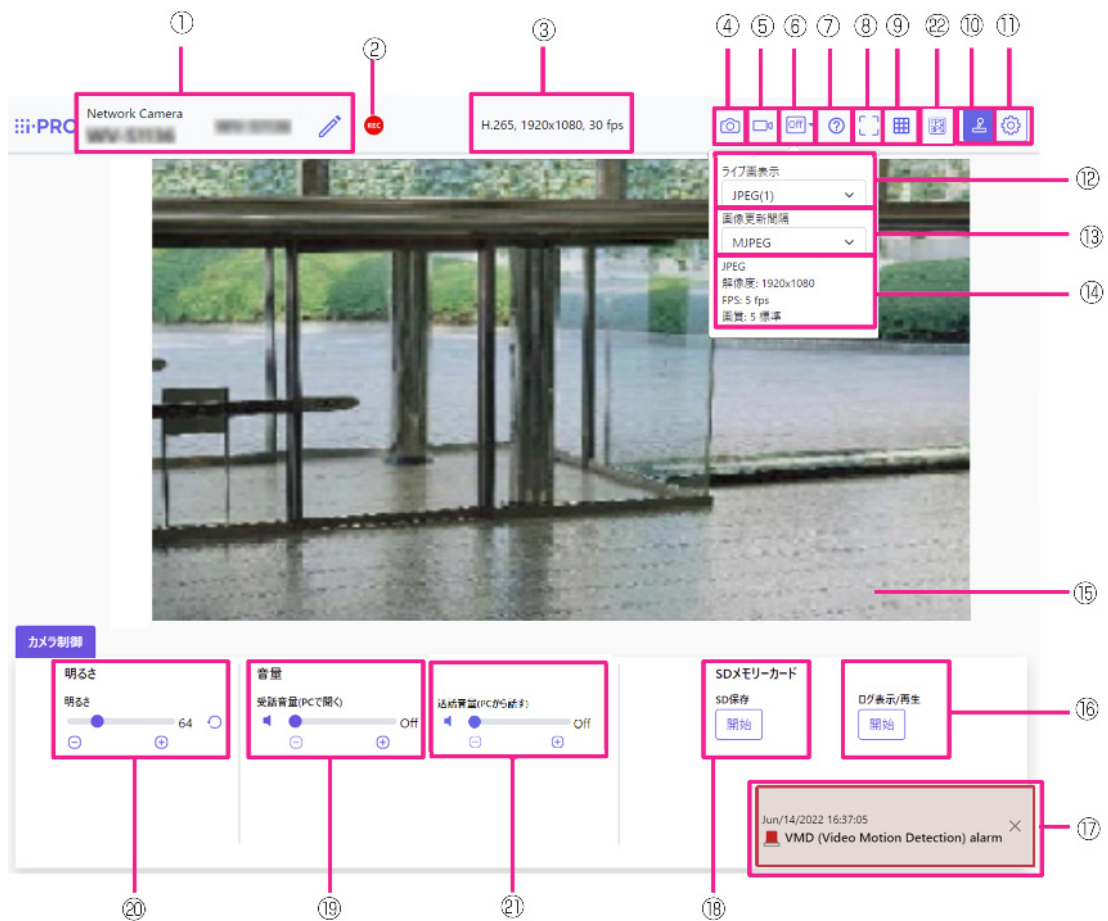 ①
②
③
④ ⑤ ⑥ ⑦ ⑧ ⑨ ㉒ ⑩ ⑪
i-PRO
Network Camera
WV-S1136
REC
H.265, 1920x1080, 30 fps
Off
ライブ画表示
JPEG(1)
⑫
画像更新間隔
MJPEG
⑬
JPEG
解像度: 1920x1080
FPS: 5 fps
画質: 5 標準
⑭
⑮
カメラ制御
明るさ
明るさ
64
音量
受話音量(PCで聞く)
Off
送話音量(PCから話す)
Off
SDメモリーカード
SD保存
開始
ログ表示/再生
開始
⑯
Jun/14/2022 16:37:05
VMD (Video Motion Detection) alarm
⑰
⑳
⑲
㉑
⑱